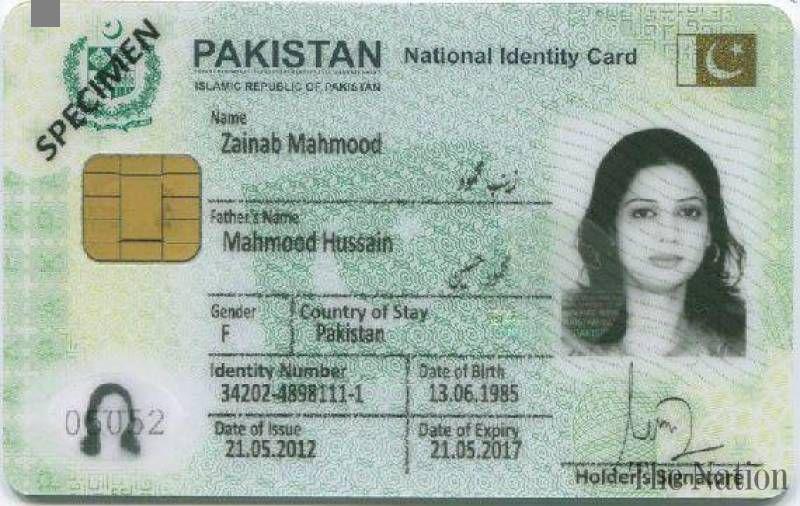 SPECIMEN
PAKISTAN National Identity Card
ISLAMIC REPUBLIC OF PAKISTAN
Name
Zainab Mahmood
زینب محمود
Father's Name
Mahmood Hussain
محمود حسین
Gender Country of Stay
F Pakistan
Identity Number Date of Birth
34202-4898111-1 13.06.1985
Date of Issue Date of Expiry
21.05.2012 21.05.2017
Holder's Signature
The Nation